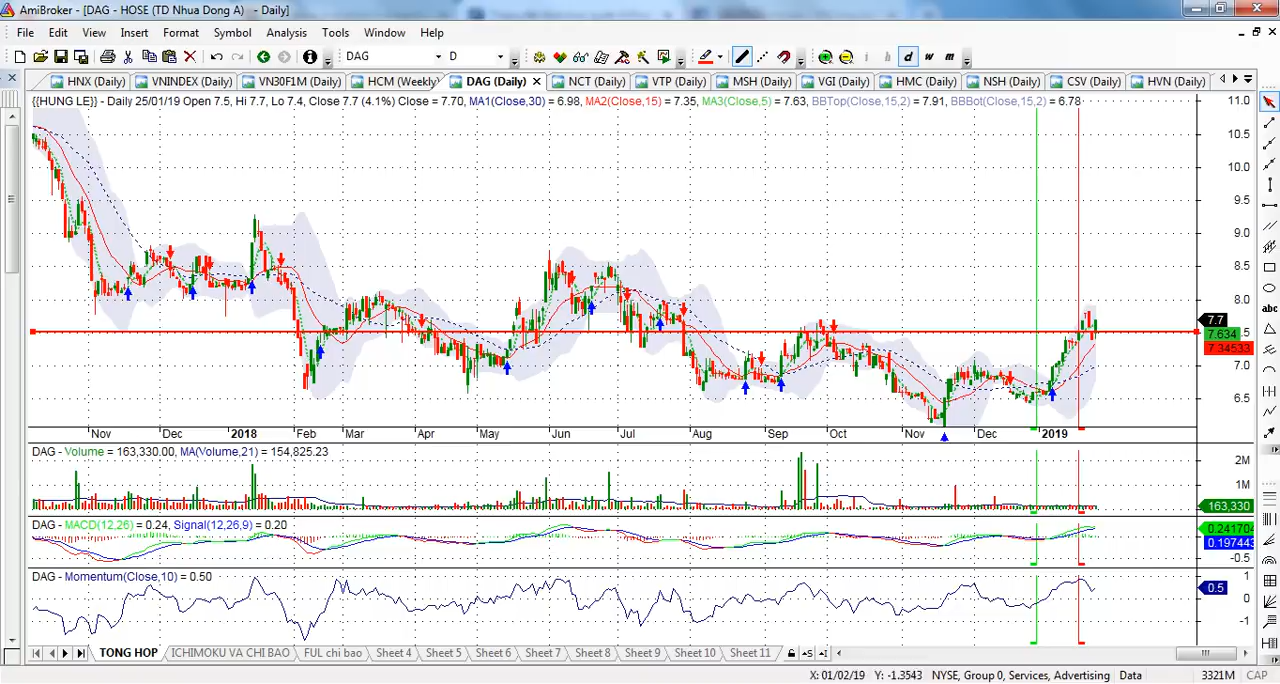 AmiBroker - [DAG - HOSE (TD Nhua Dong A) - Daily]
File Edit View Insert Format Symbol Analysis Tools Window Help
DAG D i h d w m
HNX (Daily) VNINDEX (Daily) VN30F1M (Daily) HCM (Weekly) DAG (Daily) NCT (Daily) VTP (Daily) MSH (Daily) VGI (Daily) HMC (Daily) NSH (Daily) CSV (Daily) HVN (Daily)
{{HUNG LE}} - Daily 25/01/19 Open 7.5, Hi 7.7, Lo 7.4, Close 7.7 (4.1%) Close = 7.70, MA1(Close,30) = 6.98, MA2(Close,15) = 7.35, MA3(Close,5) = 7.63, BBTop(Close,15,2) = 7.91, BBBot(Close,15,2) = 6.78
11.0
10.5
10.0
9.5
9.0
8.5
8.0
7.7
7.5
7.634
7.34533
7.0
6.5
abc
Nov Dec 2018 Feb Mar Apr May Jun Jul Aug Sep Oct Nov Dec 2019
DAG - Volume = 163,330.00, MA(Volume,21) = 154,825.23
2M
1M
163,330
DAG - MACD(12,26) = 0.24, Signal(12,26,9) = 0.20
0.241704
0.197443
-0.5
DAG - Momentum(Close,10) = 0.50
1
0.5
0
-1
TONG HOP ICHIMOKU VA CHI BAO FUL chi bao Sheet 4 Sheet 5 Sheet 6 Sheet 7 Sheet 8 Sheet 9 Sheet 10 Sheet 11
X: 01/02/19 Y: -1.3543 NYSE, Group 0, Services, Advertising Data 3321M CAP